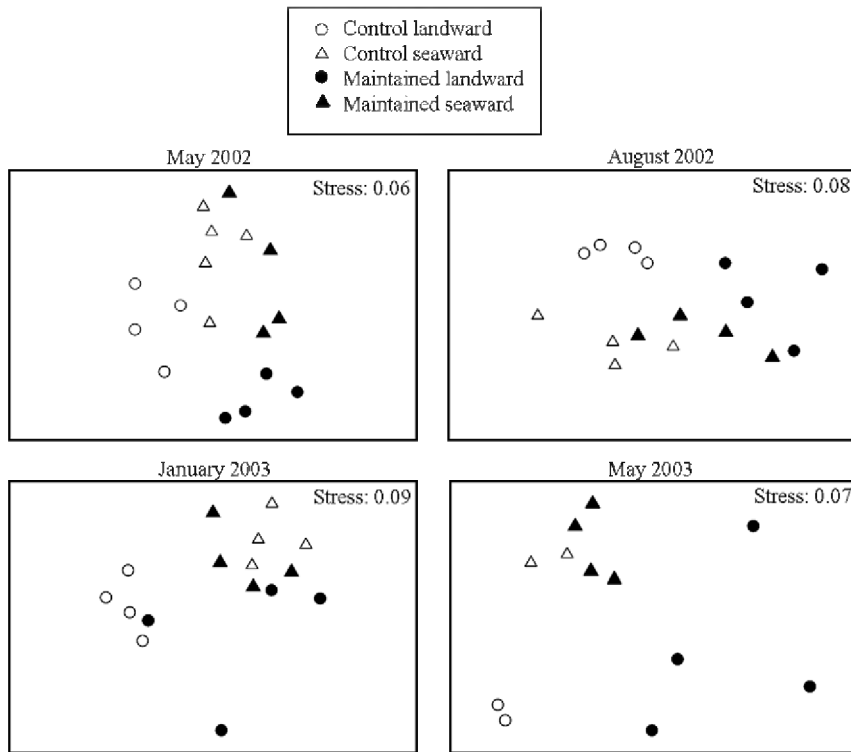 Control landward
Control seaward
Maintained landward
Maintained seaward
May 2002
Stress: 0.06
August 2002
Stress: 0.08
January 2003
Stress: 0.09
May 2003
Stress: 0.07